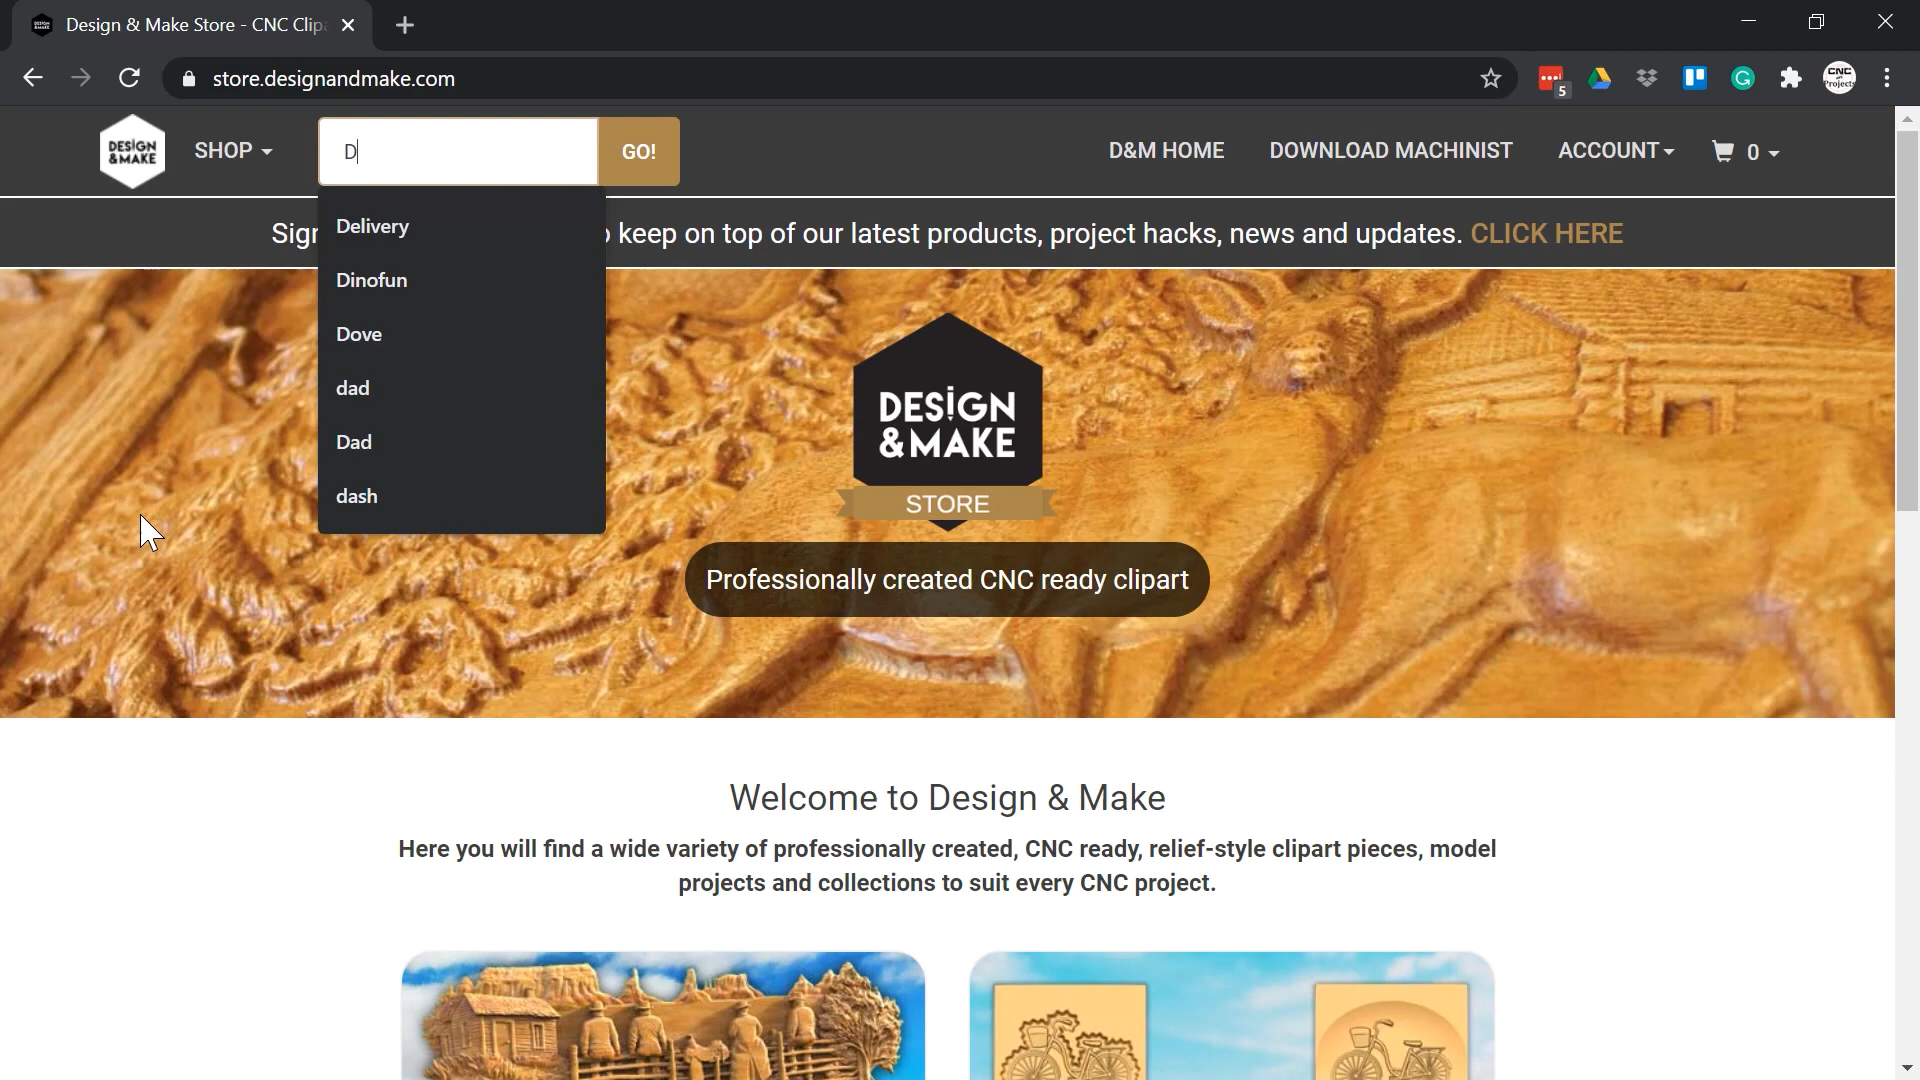 Design & Make Store - CNC Clip
store.designandmake.com
5
CNC
Projects
DESIGN
&MAKE
SHOP
D
GO!
D&M HOME
DOWNLOAD MACHINIST
ACCOUNT
0
Sign
keep on top of our latest products, project hacks, news and updates. CLICK HERE
Delivery
Dinofun
Dove
dad
Dad
dash
DESIGN
&MAKE
STORE
Professionally created CNC ready clipart
Welcome to Design & Make
Here you will find a wide variety of professionally created, CNC ready, relief-style clipart pieces, model
projects and collections to suit every CNC project.